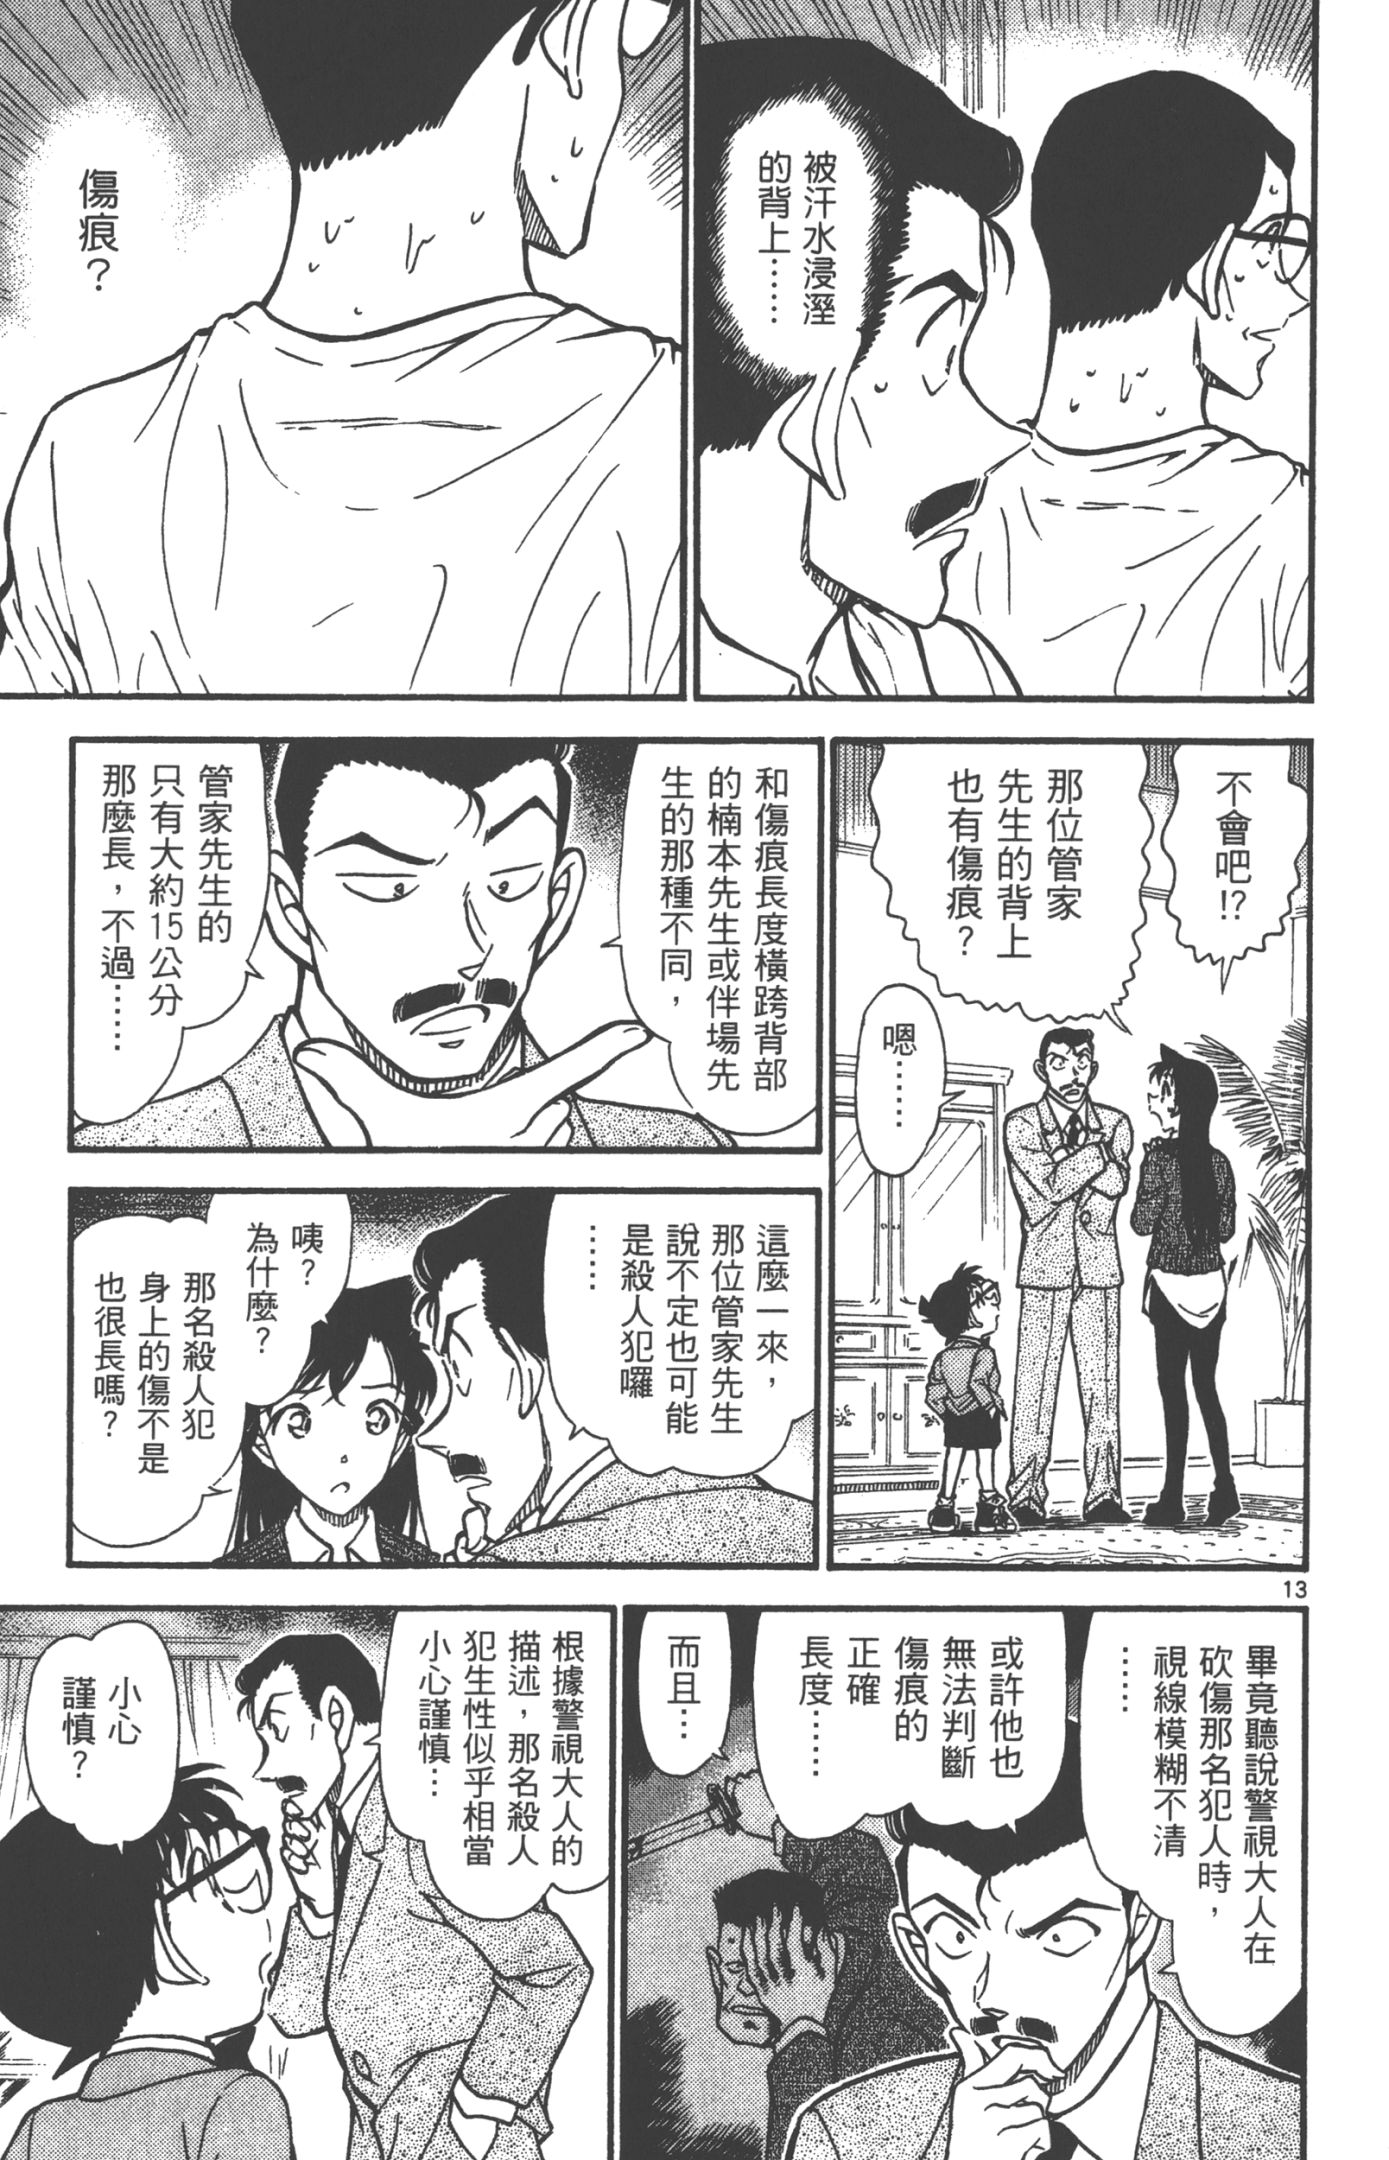 被汗水浸溼
的背上……
傷痕？
不會吧!?
那位管家
先生的背上
也有傷痕？
嗯……
和傷痕長度橫跨背部
的楠本先生或伴場先
生的那種不同，
管家先生的
只有大約15公分
那麼長，不過……
這麼一來，
那位管家先生
說不定也可能
是殺人犯囉
……
咦？
為什麼？
那名殺人犯
身上的傷不是
也很長嗎？
13
畢竟聽說警視大人在
砍傷那名犯人時，
視線模糊不清
……
或許他也
無法判斷
傷痕的
正確
長度……
而且…
根據警視大人的
描述，那名殺人
犯生性似乎相當
小心謹慎…
小心
謹慎？